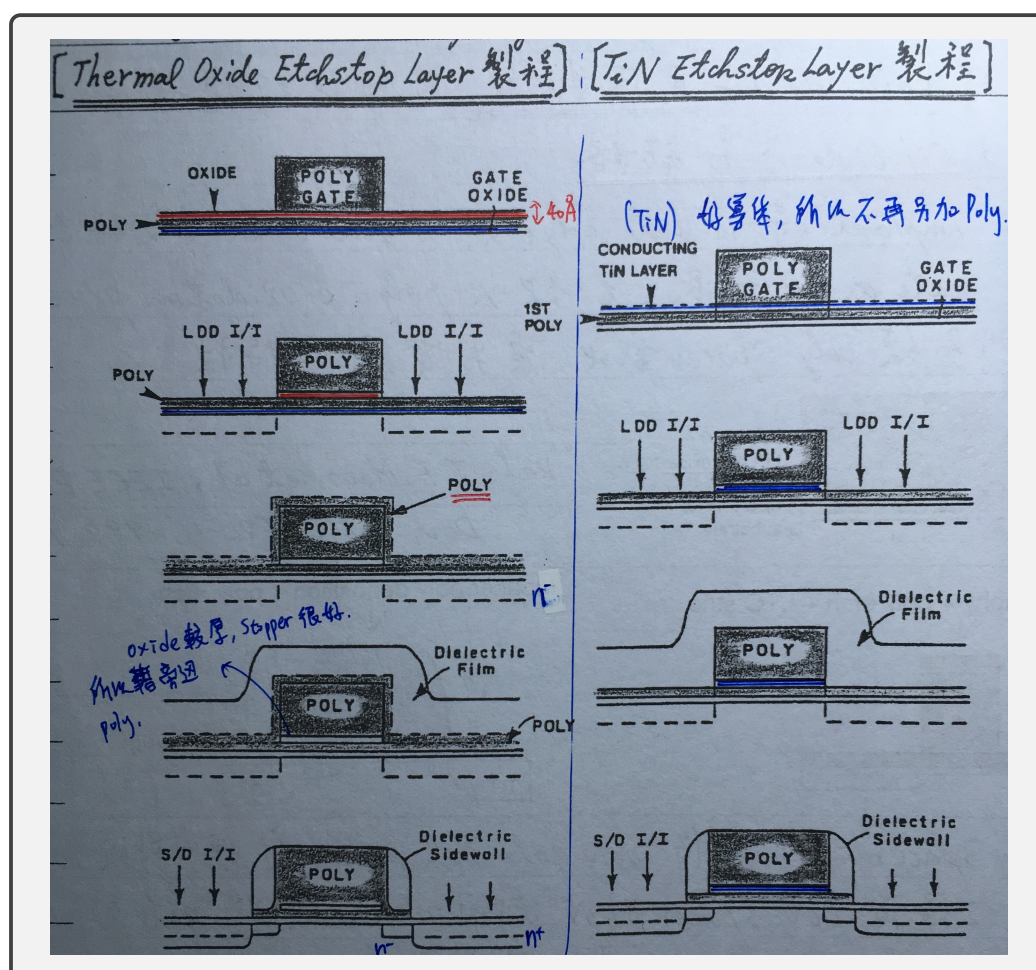 [Thermal Oxide Etchstop Layer 製程]
[TiN Etchstop Layer 製程]
OXIDE
POLY
GATE
GATE
OXIDE
40Å
POLY
LDD I/I
POLY
LDD I/I
POLY
POLY
POLY
n-
oxide較厚, Stopper很好.
所以 旁邊
poly.
Dielectric
Film
POLY
POLY
S/D I/I
POLY
Dielectric
Sidewall
n-
n+
(TiN) 好導体, 所以不再另加Poly.
CONDUCTING
TiN LAYER
POLY
GATE
GATE
OXIDE
1ST
POLY
LDD I/I
POLY
LDD I/I
Dielectric
Film
POLY
S/D I/I
POLY
Dielectric
Sidewall